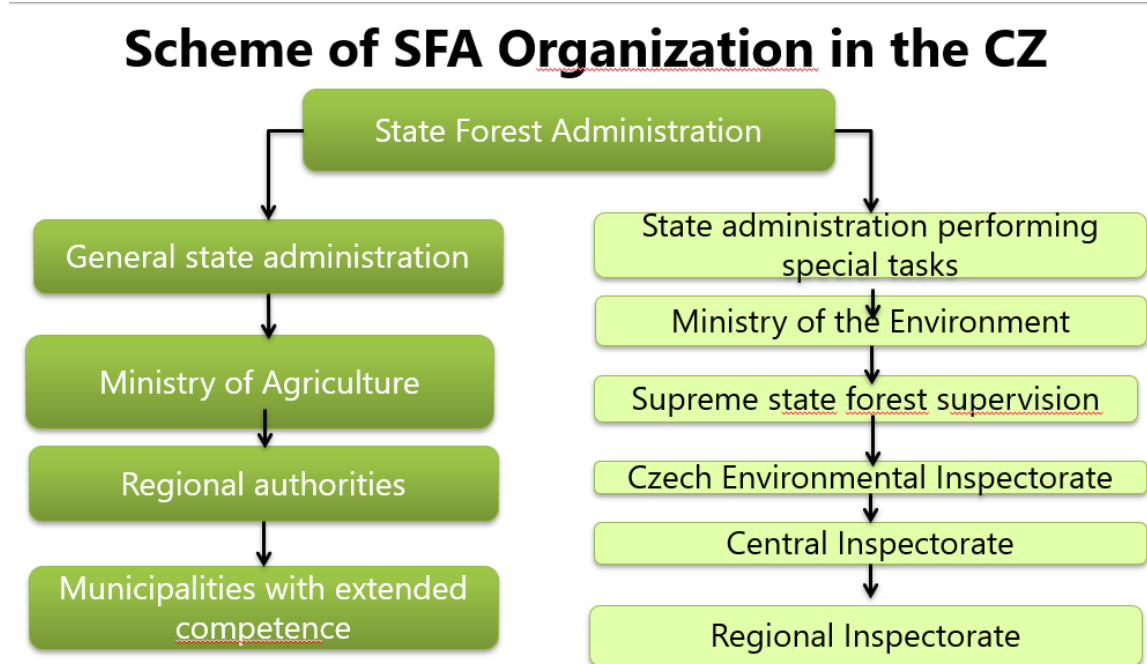 Scheme of SFA Organization in the CZ
State Forest Administration
General state administration
Ministry of Agriculture
Regional authorities
Municipalities with extended
competence
State administration performing
special tasks
Ministry of the Environment
Supreme state forest supervision
Czech Environmental Inspectorate
Central Inspectorate
Regional Inspectorate